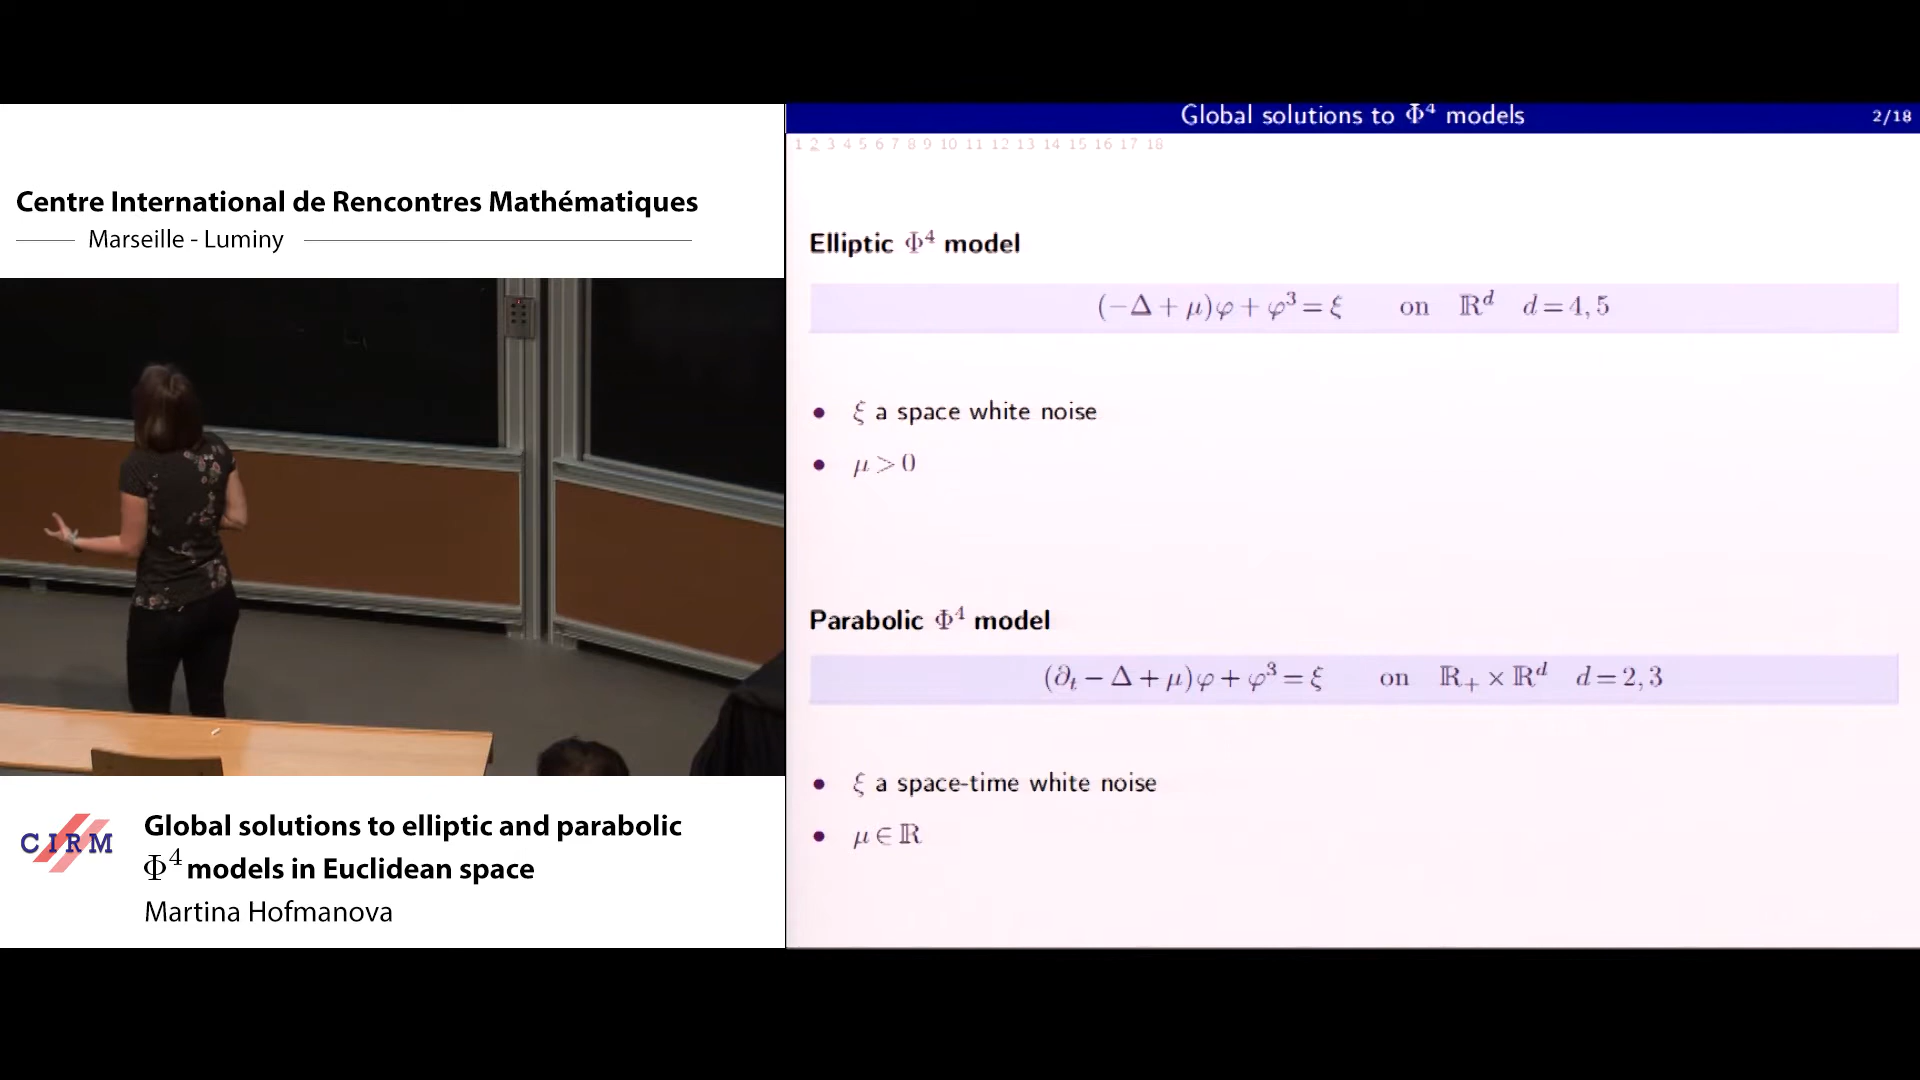 Centre International de Rencontres Mathématiques
Marseille - Luminy
CIRM
Global solutions to elliptic and parabolic
Φ⁴ models in Euclidean space
Martina Hofmanova
Global solutions to Φ⁴ models 2/18
1 2 3 4 5 6 7 8 9 10 11 12 13 14 15 16 17 18
Elliptic Φ⁴ model
(−Δ + μ)φ + φ³ = ξ on ℝᵈ d = 4, 5
• ξ a space white noise
• μ > 0
Parabolic Φ⁴ model
(∂ₜ − Δ + μ)φ + φ³ = ξ on ℝ₊ × ℝᵈ d = 2, 3
• ξ a space-time white noise
• μ ∈ ℝ